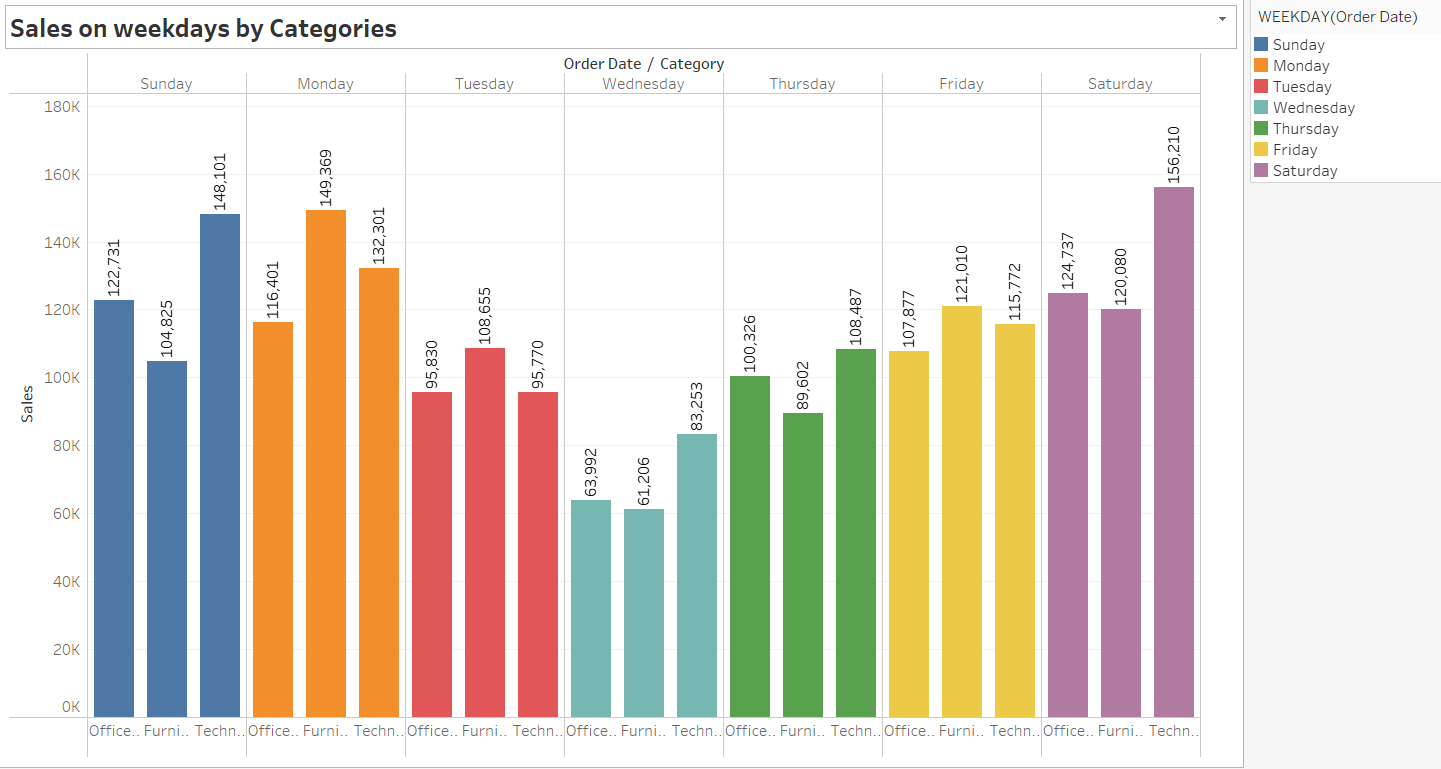 Sales on weekdays by Categories
Order Date / Category
Sunday Monday Tuesday Wednesday Thursday Friday Saturday
180K
160K
140K
120K
100K
80K
60K
40K
20K
0K
Sales
122,731 104,825 148,101 116,401 149,369 132,301 95,830 108,655 95,770 63,992 61,206 83,253 100,326 89,602 108,487 107,877 121,010 115,772 124,737 120,080 156,210
Office.. Furni.. Techn.. Office.. Furni.. Techn.. Office.. Furni.. Techn.. Office.. Furni.. Techn.. Office.. Furni.. Techn.. Office.. Furni.. Techn.. Office.. Furni.. Techn..
WEEKDAY(Order Date)
Sunday
Monday
Tuesday
Wednesday
Thursday
Friday
Saturday